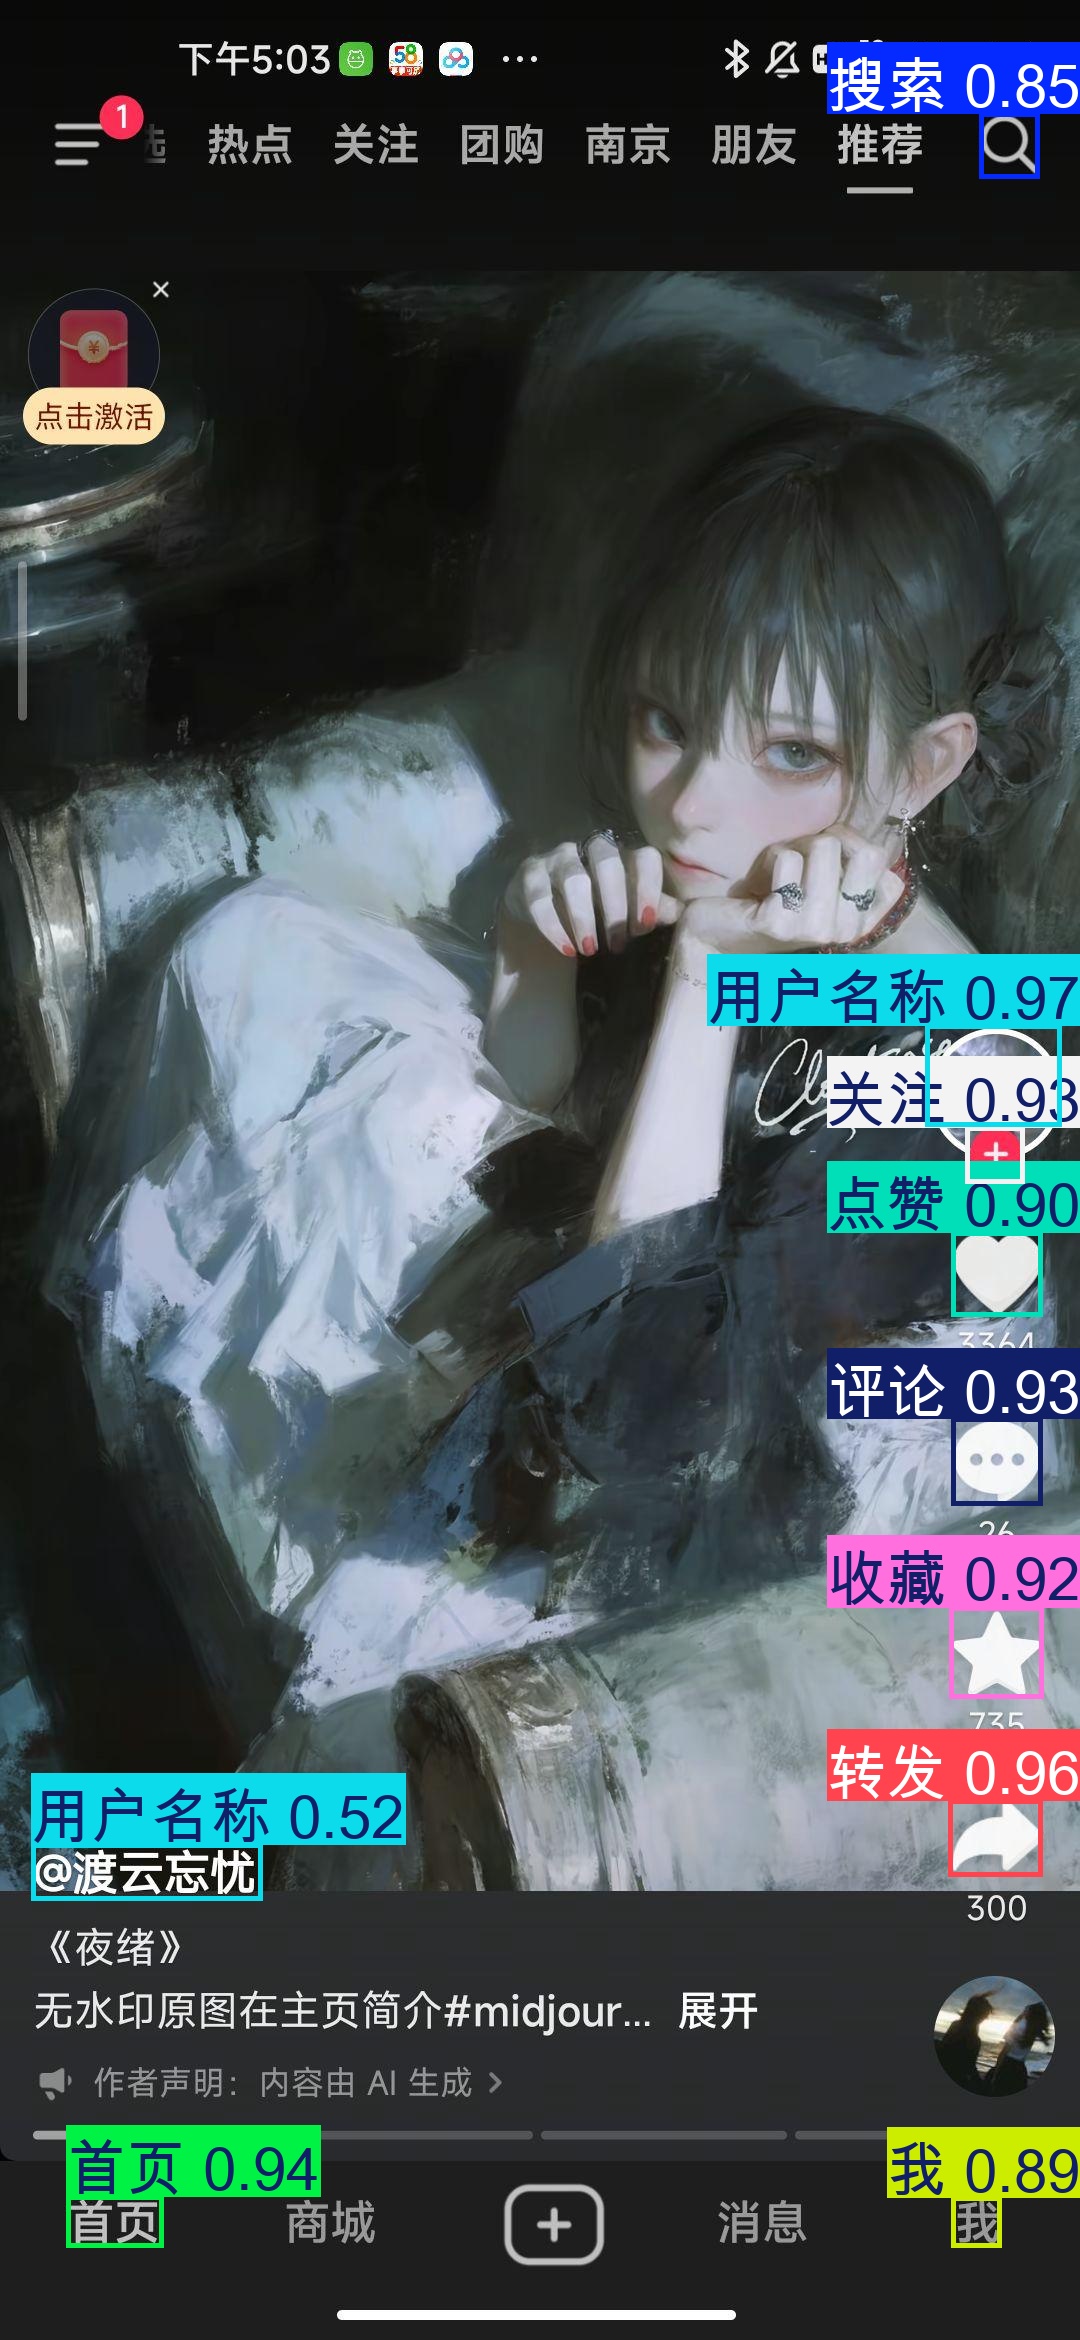 下午5:03
58
...
搜索 0.85
1
选 热点 关注 团购 南京 朋友 推荐
点击激活
用户名称 0.97
关注 0.93
点赞 0.90
3364
评论 0.93
26
收藏 0.92
735
转发 0.96
用户名称 0.52
@渡云忘忧
300
《夜绪》
无水印原图在主页简介#midjour... 展开
作者声明：内容由 AI 生成 >
首页 0.94
我 0.89
首页 商城 消息 我